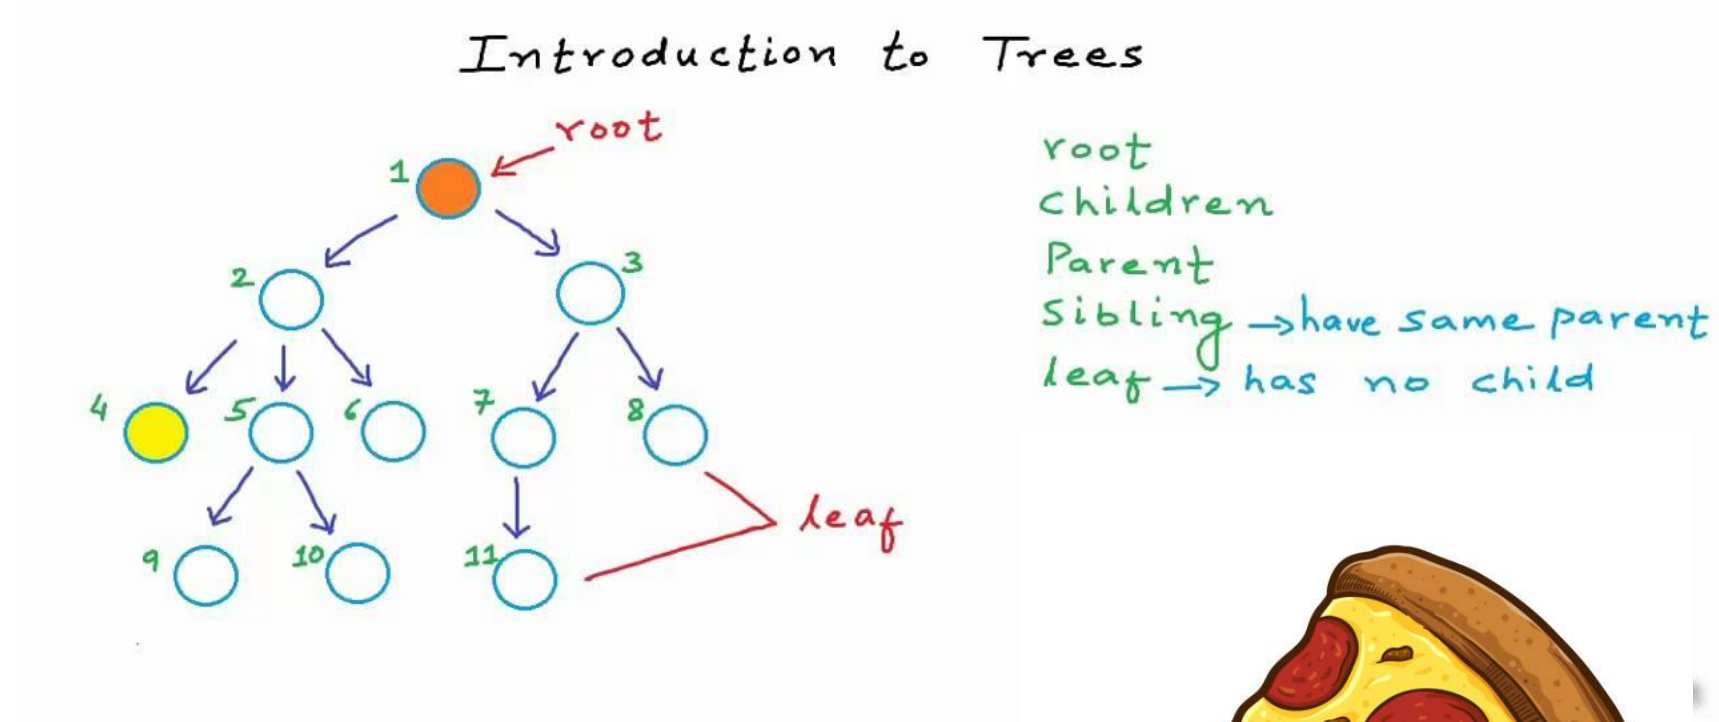 Introduction to Trees
root
1
2
3
4
5
6
7
8
9
10
11
leaf
root
children
Parent
Sibling → have same parent
leaf → has no child